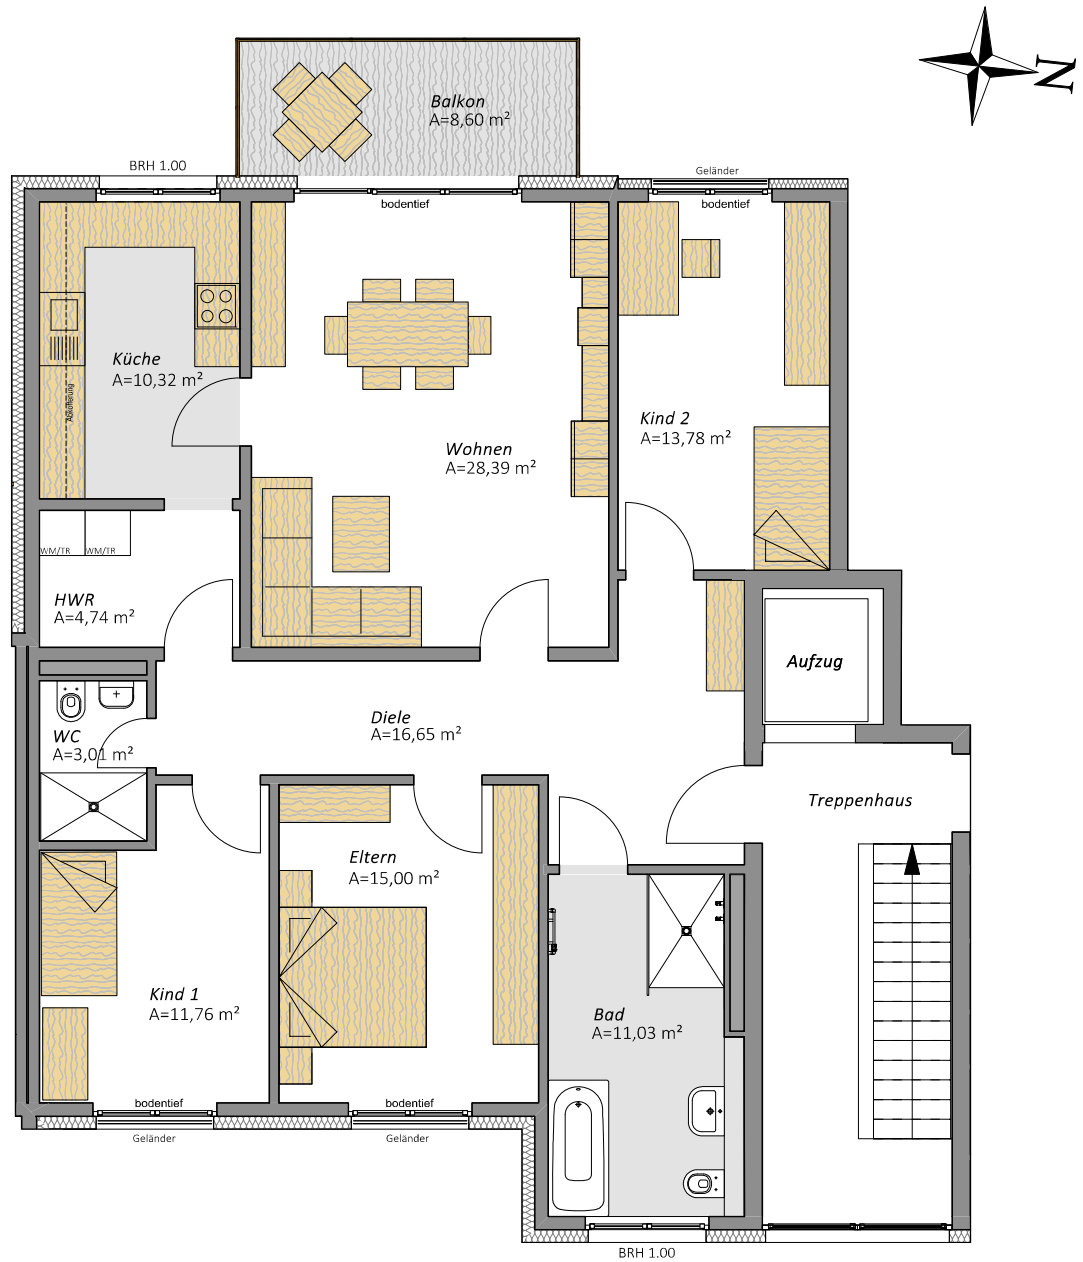 N
Balkon
A=8,60 m²
BRH 1.00
Geländer
bodentief
bodentief
Küche
A=10,32 m²
Abkofferung
Kind 2
A=13,78 m²
Wohnen
A=28,39 m²
WM/TR WM/TR
HWR
A=4,74 m²
Aufzug
Diele
A=16,65 m²
WC
A=3,01 m²
Treppenhaus
Eltern
A=15,00 m²
Kind 1
A=11,76 m²
Bad
A=11,03 m²
bodentief
bodentief
Geländer
Geländer
BRH 1.00